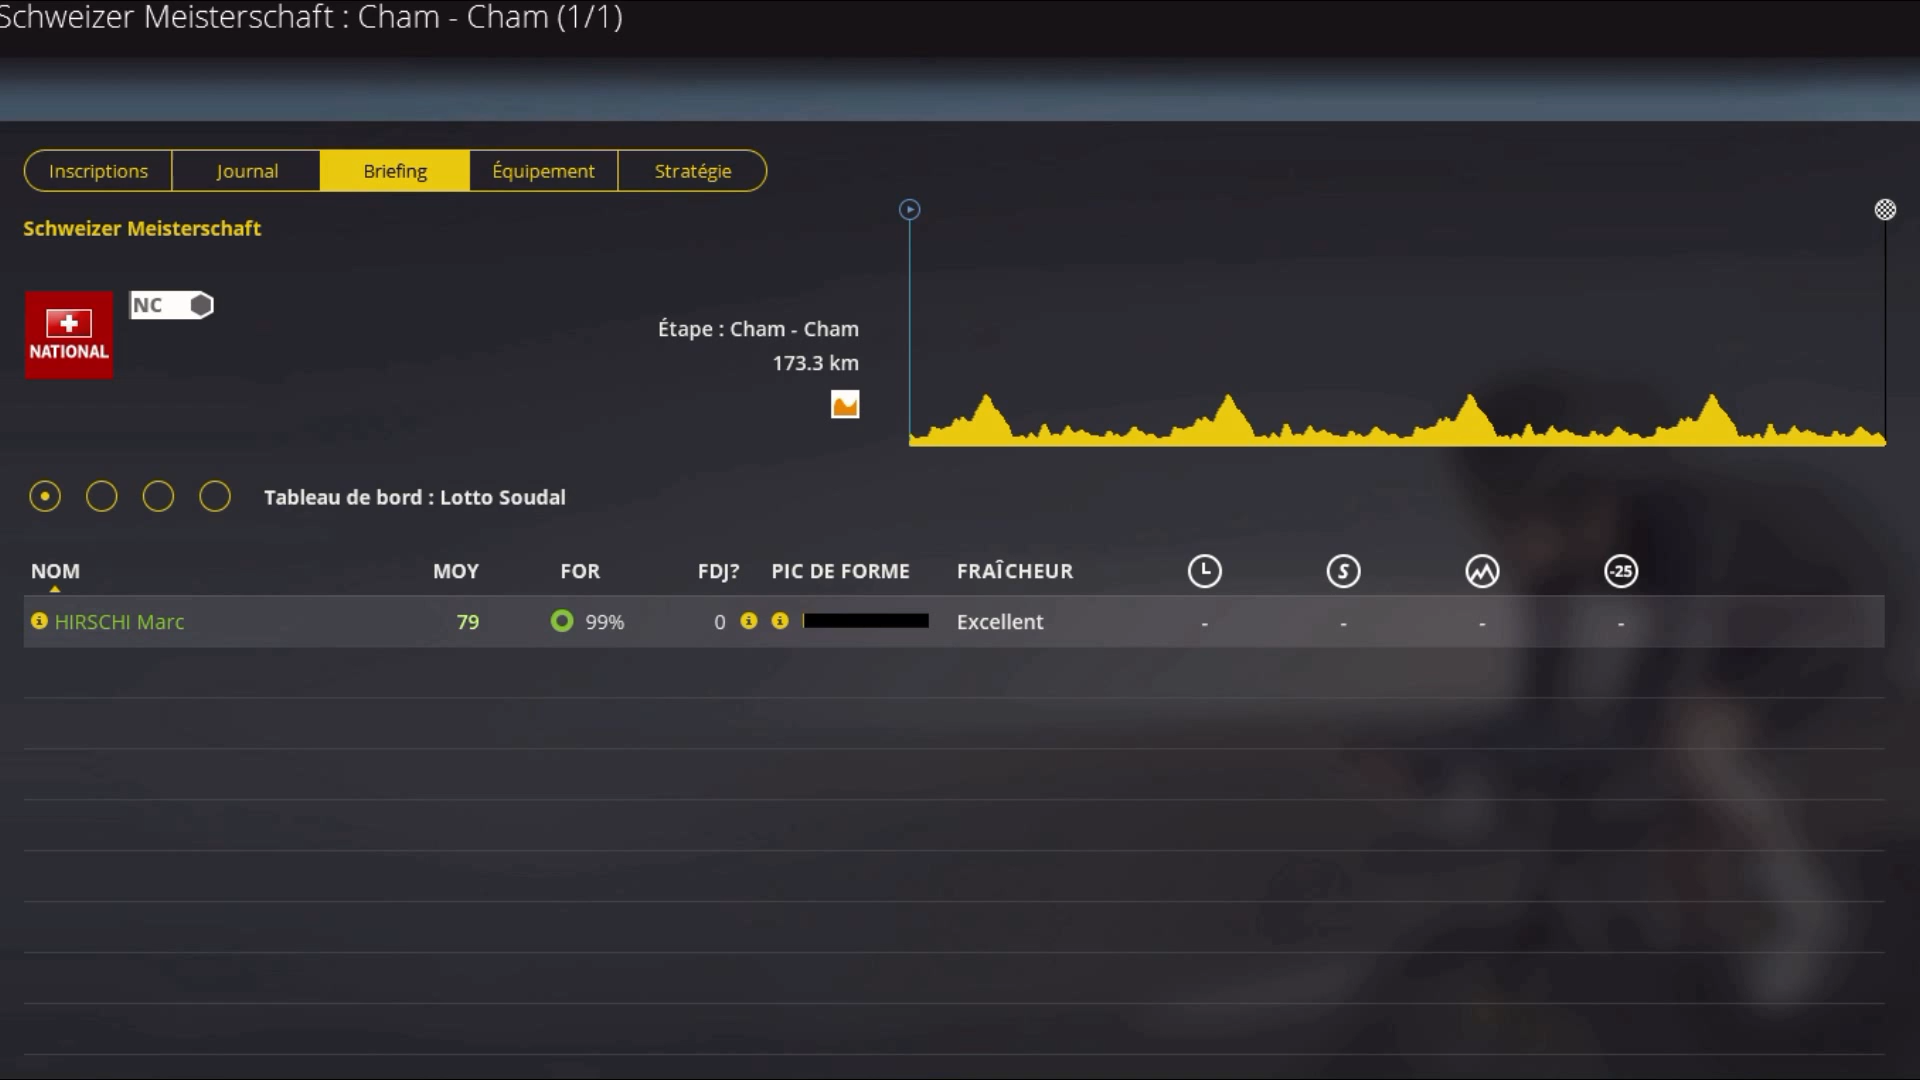 Schweizer Meisterschaft : Cham - Cham (1/1)
Inscriptions Journal Briefing Équipement Stratégie
Schweizer Meisterschaft
NATIONAL
NC
Étape : Cham - Cham
173.3 km
Tableau de bord : Lotto Soudal
NOM MOY FOR FDJ? PIC DE FORME FRAÎCHEUR S -25
HIRSCHI Marc 79 99% 0 Excellent - - - -